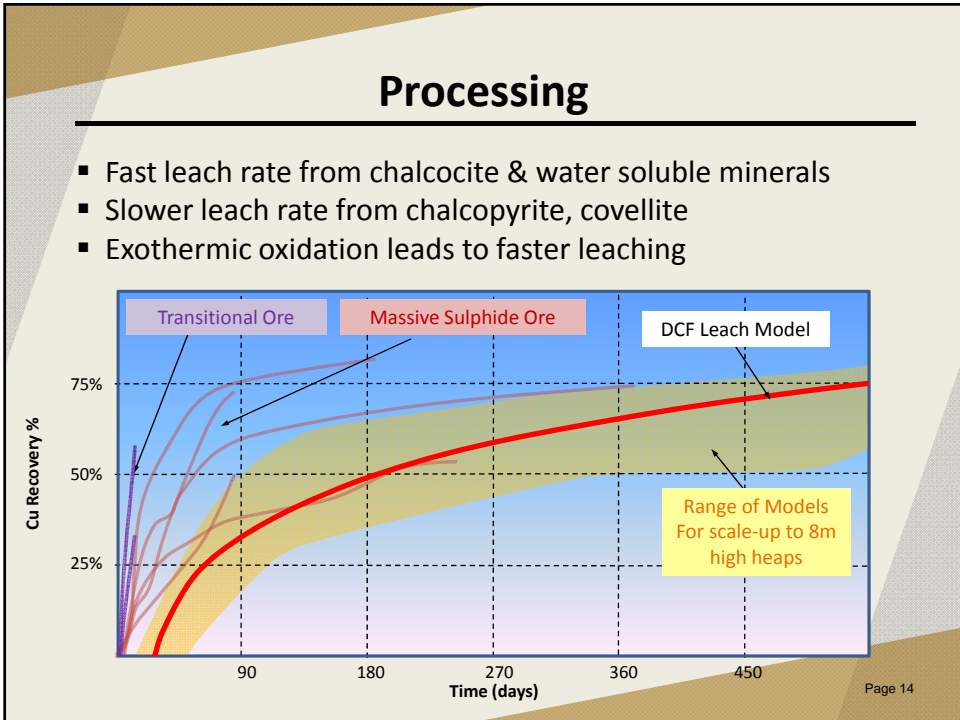 Processing
▪ Fast leach rate from chalcocite & water soluble minerals
▪ Slower leach rate from chalcopyrite, covellite
▪ Exothermic oxidation leads to faster leaching
Transitional Ore
Massive Sulphide Ore
DCF Leach Model
75%
50%
25%
Cu Recovery %
Range of Models
For scale-up to 8m
high heaps
90
180
270
360
450
Time (days)
Page 14